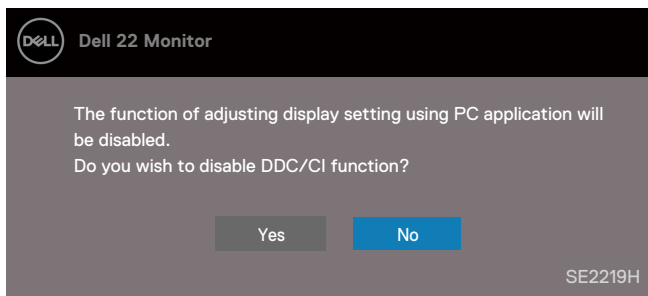 DELL Dell 22 Monitor
The function of adjusting display setting using PC application will
be disabled.
Do you wish to disable DDC/CI function?
Yes No
SE2219H